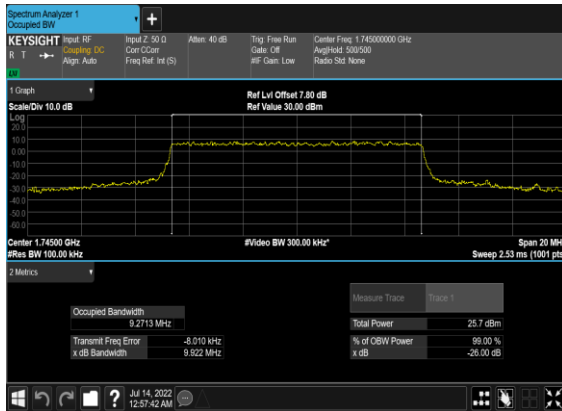 Spectrum Analyzer 1
Occupied BW
KEYSIGHT Input: RF Input Z: 50 Ω Atten: 40 dB Trig: Free Run Center Freq: 1.745000000 GHz
R T Coupling: DC Corr CCorr Gate: Off Avg|Hold: 500/500
Align: Auto Freq Ref: Int (S) #IF Gain: Low Radio Std: None
1 Graph Ref Lvl Offset 7.80 dB
Scale/Div 10.0 dB Ref Value 30.00 dBm
Log
20.0
10.0
0.00
-10.0
-20.0
-30.0
-40.0
-50.0
-60.0
Center 1.74500 GHz #Video BW 300.00 kHz* Span 20 MH
#Res BW 100.00 kHz Sweep 2.53 ms (1001 pts
2 Metrics
Measure Trace Trace 1
Occupied Bandwidth
9.2713 MHz Total Power 25.7 dBm
Transmit Freq Error -8.010 kHz % of OBW Power 99.00 %
x dB Bandwidth 9.922 MHz x dB -26.00 dB
Jul 14, 2022
12:57:42 AM